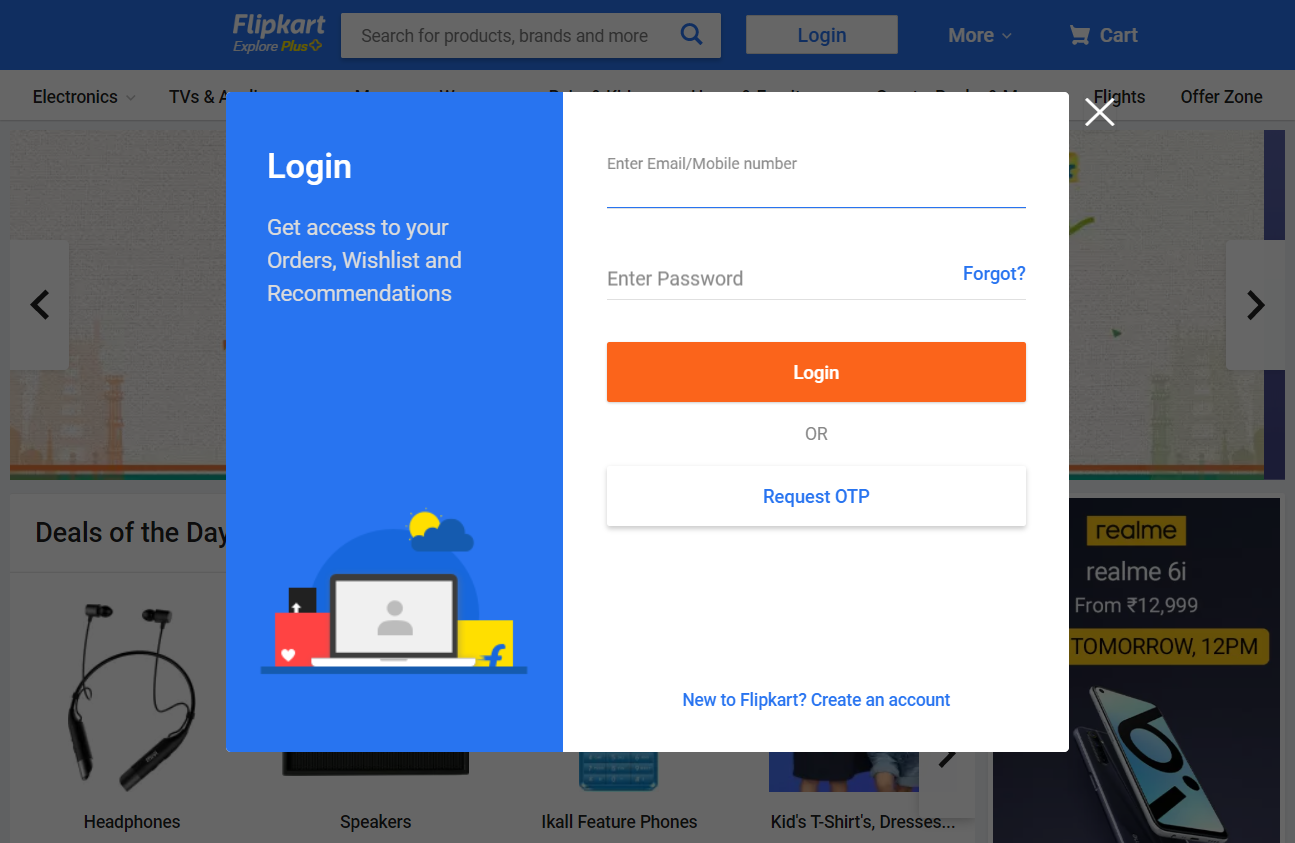 Flipkart
Explore Plus
Search for products, brands and more
Login
More
Cart
Electronics
TVs &
Flights
Offer Zone
Login
Get access to your
Orders, Wishlist and
Recommendations
Enter Email/Mobile number
Enter Password
Forgot?
Login
OR
Request OTP
New to Flipkart? Create an account
Deals of the Day
realme
realme 6i
From ₹12,999
TOMORROW, 12PM
6i
Headphones
Speakers
Ikall Feature Phones
Kid's T-Shirt's, Dresses...